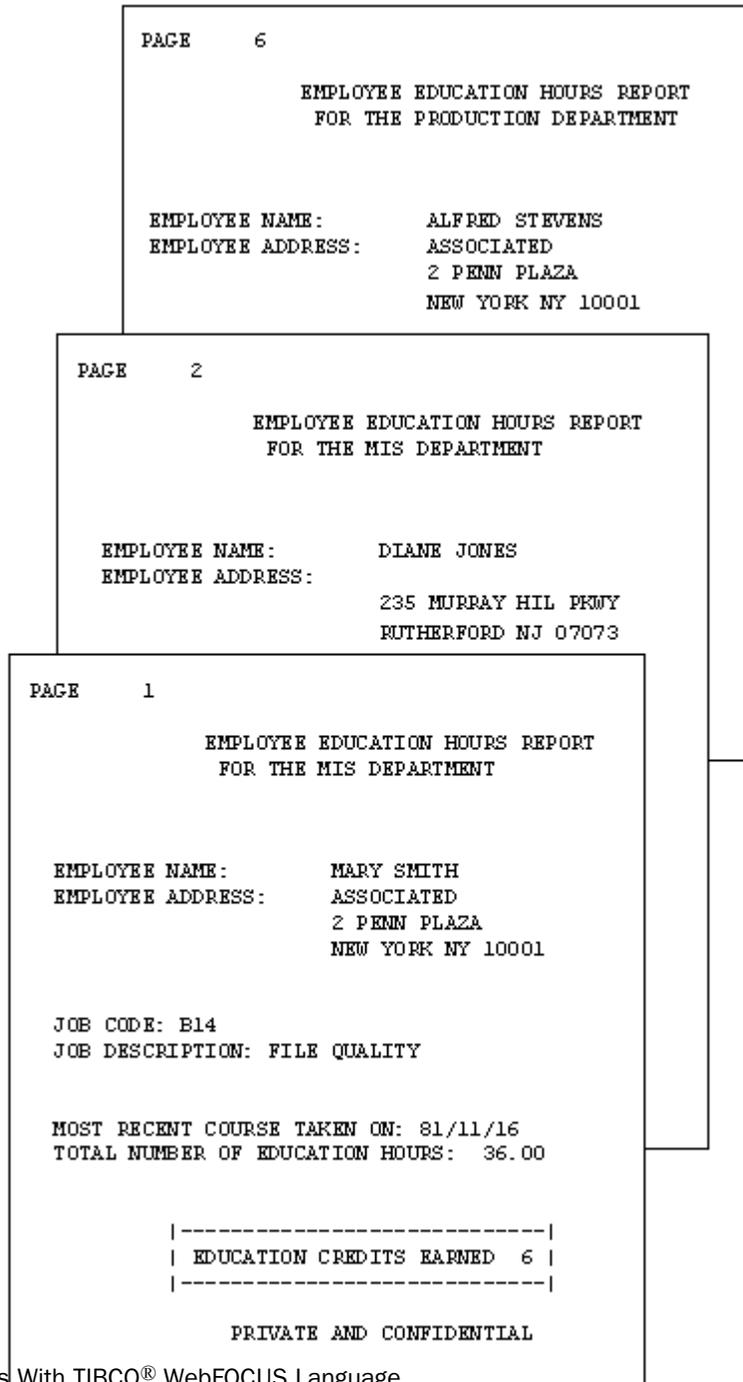 PAGE 6
EMPLOYEE EDUCATION HOURS REPORT
FOR THE PRODUCTION DEPARTMENT
EMPLOYEE NAME: ALFRED STEVENS
EMPLOYEE ADDRESS: ASSOCIATED
2 PENN PLAZA
NEW YORK NY 10001
PAGE 2
EMPLOYEE EDUCATION HOURS REPORT
FOR THE MIS DEPARTMENT
EMPLOYEE NAME: DIANE JONES
EMPLOYEE ADDRESS:
235 MURRAY HIL PKWY
RUTHERFORD NJ 07073
PAGE 1
EMPLOYEE EDUCATION HOURS REPORT
FOR THE MIS DEPARTMENT
EMPLOYEE NAME: MARY SMITH
EMPLOYEE ADDRESS: ASSOCIATED
2 PENN PLAZA
NEW YORK NY 10001
JOB CODE: B14
JOB DESCRIPTION: FILE QUALITY
MOST RECENT COURSE TAKEN ON: 81/11/16
TOTAL NUMBER OF EDUCATION HOURS: 36.00
|-----------------------------|
| EDUCATION CREDITS EARNED 6 |
|-----------------------------|
PRIVATE AND CONFIDENTIAL
s With TIBCO® WebFOCUS Language